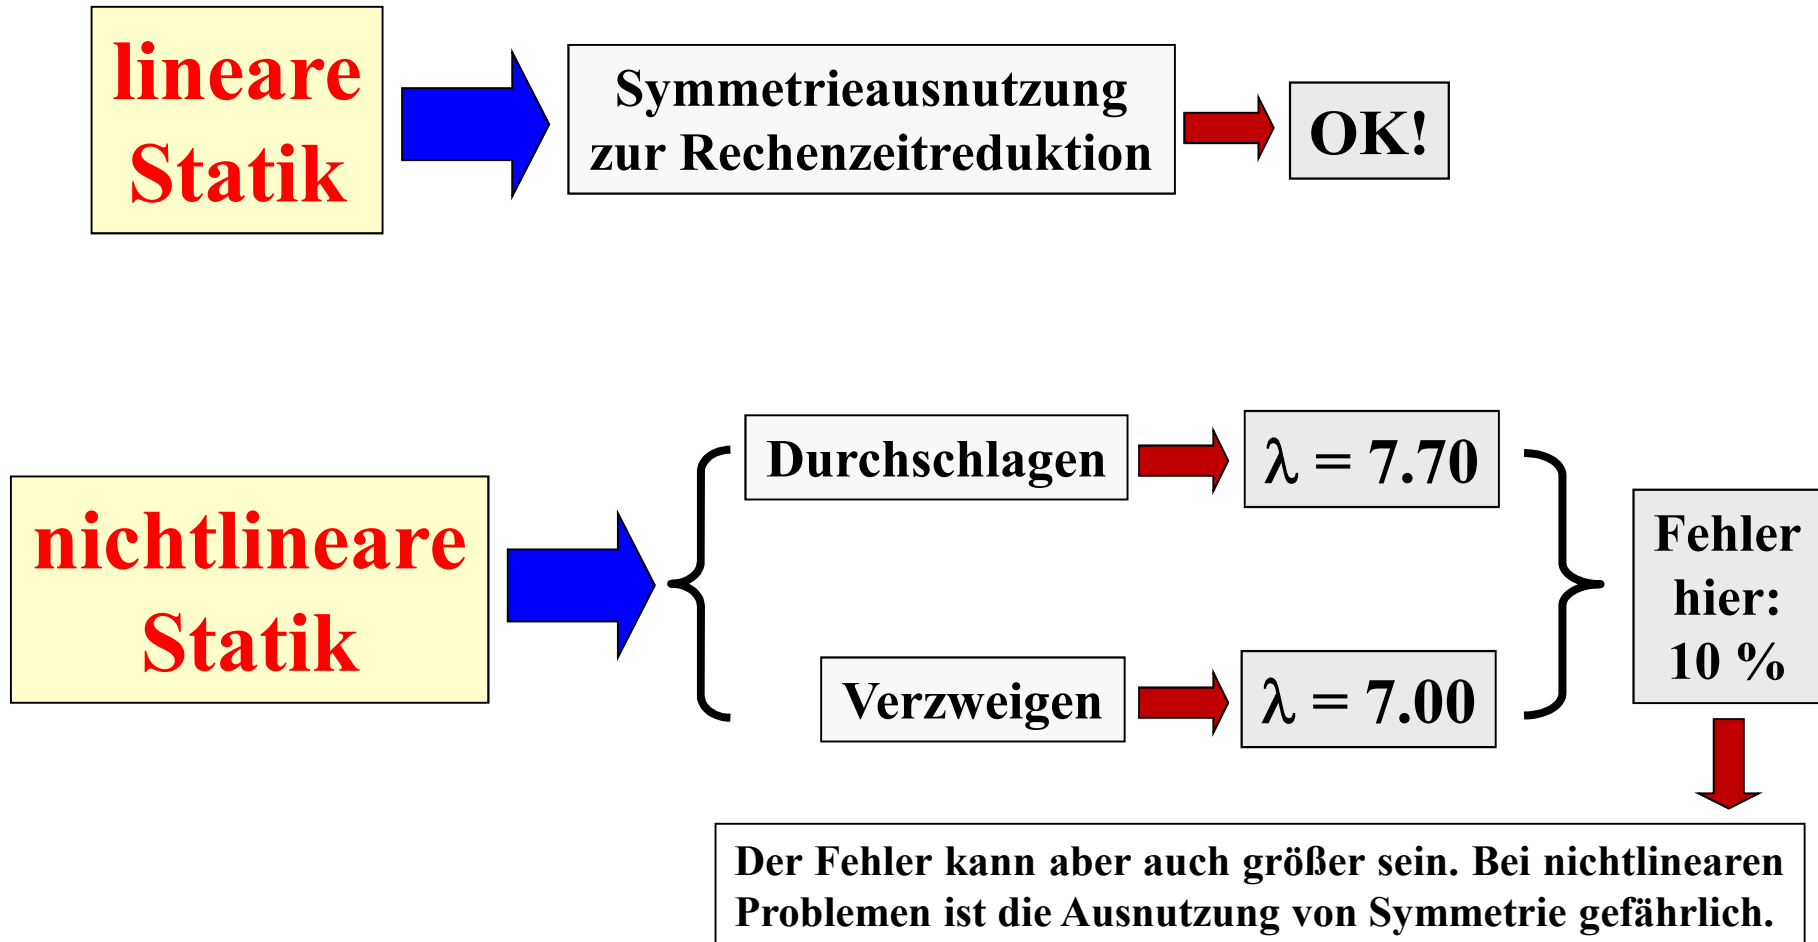 lineare
Statik
Symmetrieausnutzung
zur Rechenzeitreduktion
OK!
nichtlineare
Statik
Durchschlagen
λ = 7.70
Verzweigen
λ = 7.00
Fehler
hier:
10 %
Der Fehler kann aber auch größer sein. Bei nichtlinearen
Problemen ist die Ausnutzung von Symmetrie gefährlich.